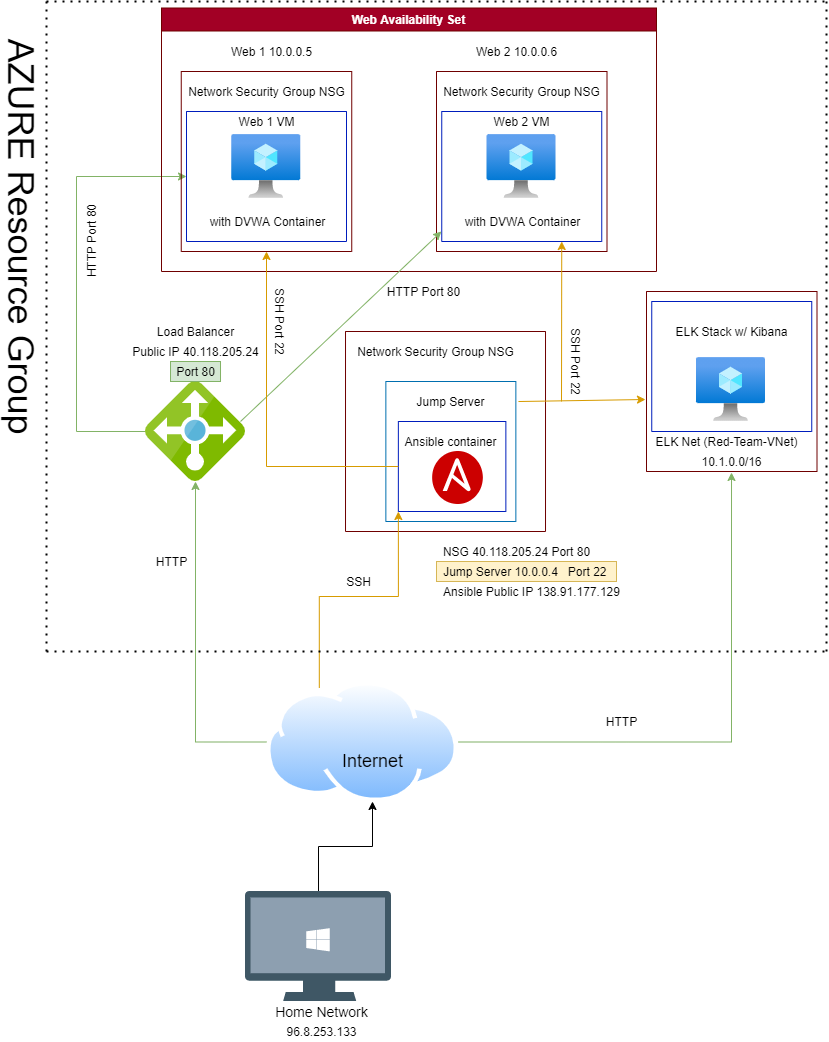 AZURE Resource Group
Web Availability Set
Web 1 10.0.0.5
Web 2 10.0.0.6
Network Security Group NSG
Network Security Group NSG
Web 1 VM
Web 2 VM
with DVWA Container
with DVWA Container
HTTP Port 80
SSH Port 22
HTTP Port 80
SSH Port 22
Load Balancer
Public IP 40.118.205.24
Port 80
Network Security Group NSG
Jump Server
Ansible container
ELK Stack w/ Kibana
ELK Net (Red-Team-VNet)
10.1.0.0/16
NSG 40.118.205.24 Port 80
Jump Server 10.0.0.4 Port 22
Ansible Public IP 138.91.177.129
HTTP
SSH
HTTP
Internet
Home Network
96.8.253.133